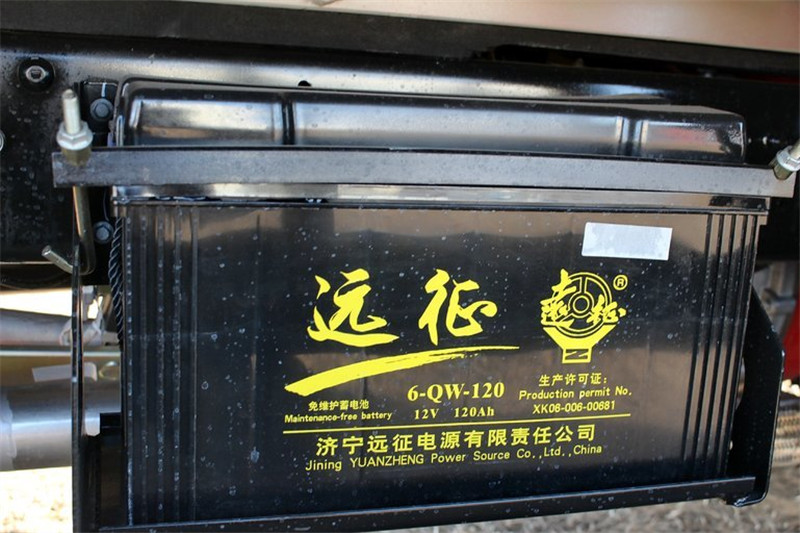 远征
遠征®
6-QW-120
免维护蓄电池
Maintenance-free battery
12V 120Ah
生产许可证：
Production permit No.
XK06-006-00681
济宁远征电源有限责任公司
Jining YUANZHENG Power Source Co.,Ltd.,China